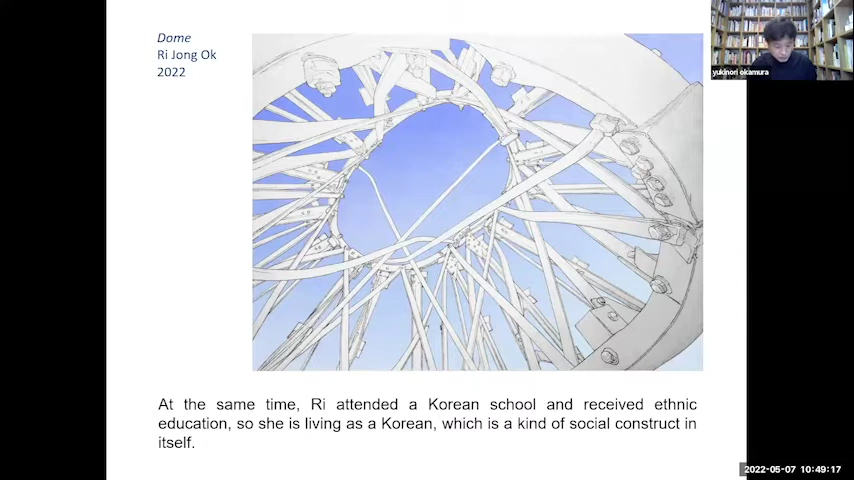 Dome
Ri Jong Ok
2022
yukinori okamura
At the same time, Ri attended a Korean school and received ethnic
education, so she is living as a Korean, which is a kind of social construct in
itself.
2022-05-07 10:49:17